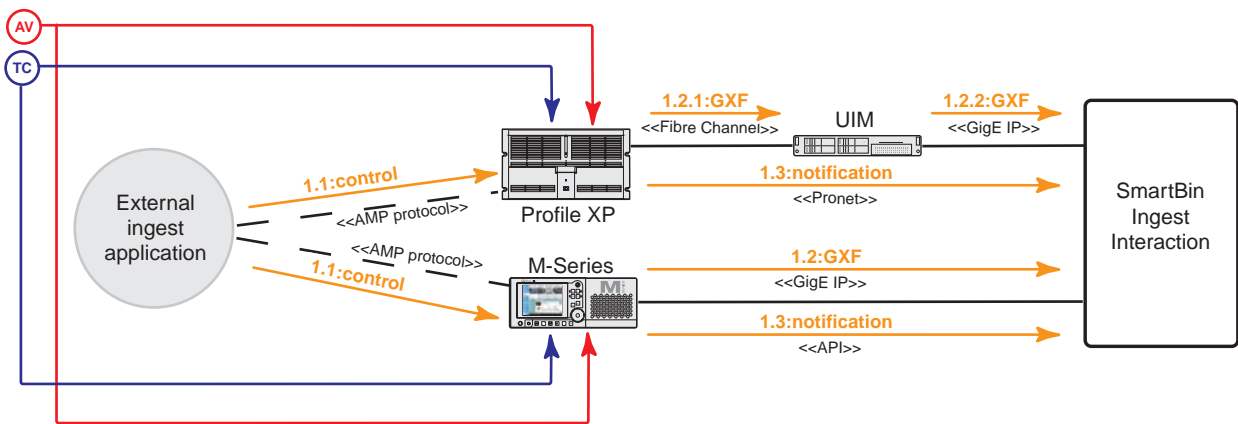 AV
TC
1.2.1:GXF
<<Fibre Channel>>
UIM
1.2.2:GXF
<<GigE IP>>
1.1:control
<<AMP protocol>>
Profile XP
1.3:notification
<<Pronet>>
External
ingest
application
SmartBin
Ingest
Interaction
<<AMP protocol>>
1.1:control
M-Series
M
1.2:GXF
<<GigE IP>>
1.3:notification
<<API>>